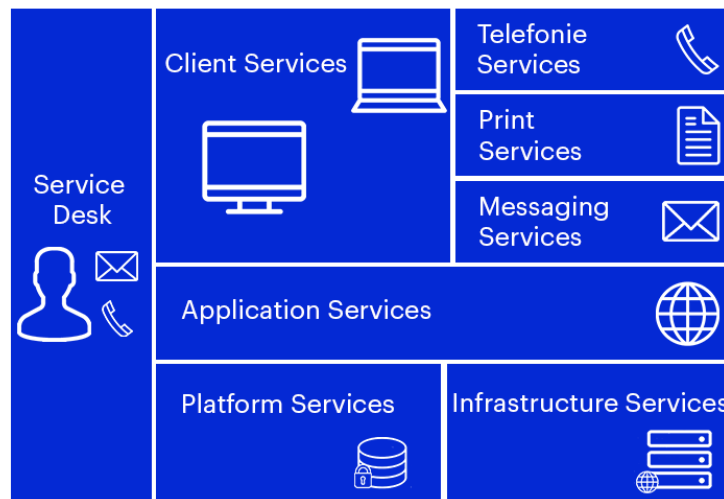 Service
Desk
Client Services
Telefonie
Services
Print
Services
Messaging
Services
Application Services
Platform Services
Infrastructure Services